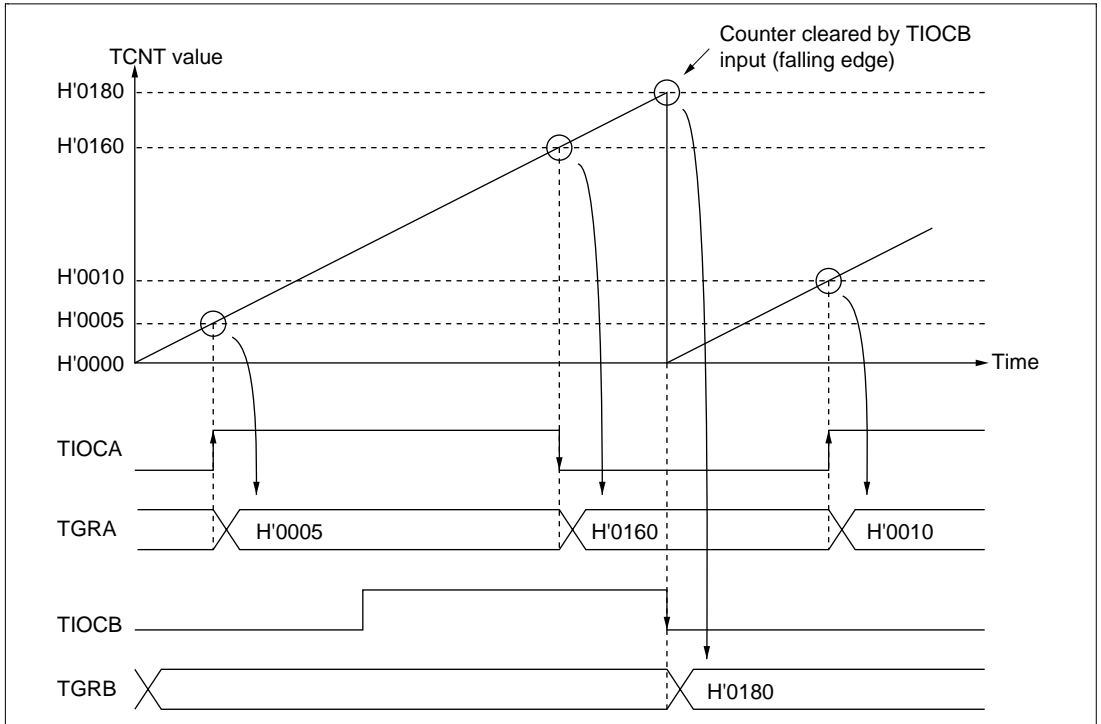 Counter cleared by TIOCB
input (falling edge)
TCNT value
H'0180
H'0160
H'0010
H'0005
H'0000
Time
TIOCA
TGRA
H'0005
H'0160
H'0010
TIOCB
TGRB
H'0180